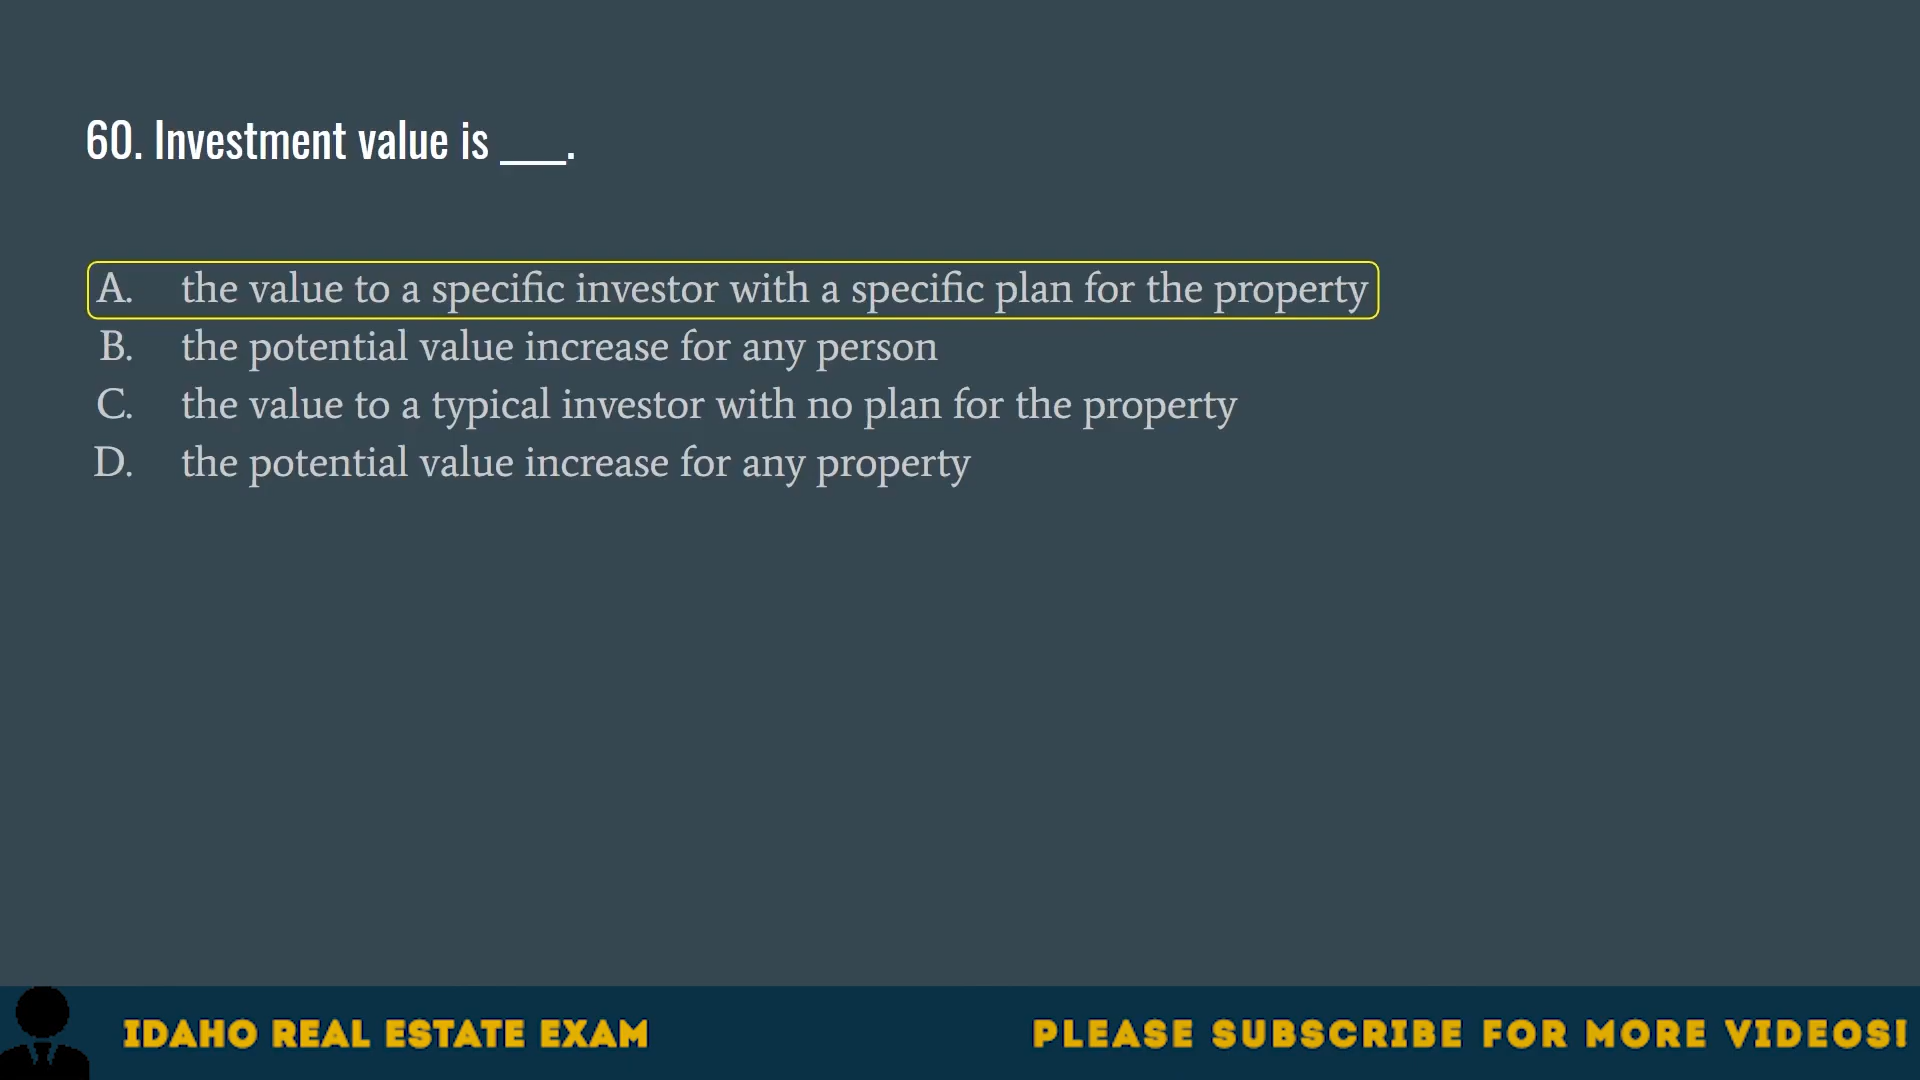 60. Investment value is ____.
A. the value to a specific investor with a specific plan for the property
B. the potential value increase for any person
C. the value to a typical investor with no plan for the property
D. the potential value increase for any property
IDAHO REAL ESTATE EXAM
PLEASE SUBSCRIBE FOR MORE VIDEOS!